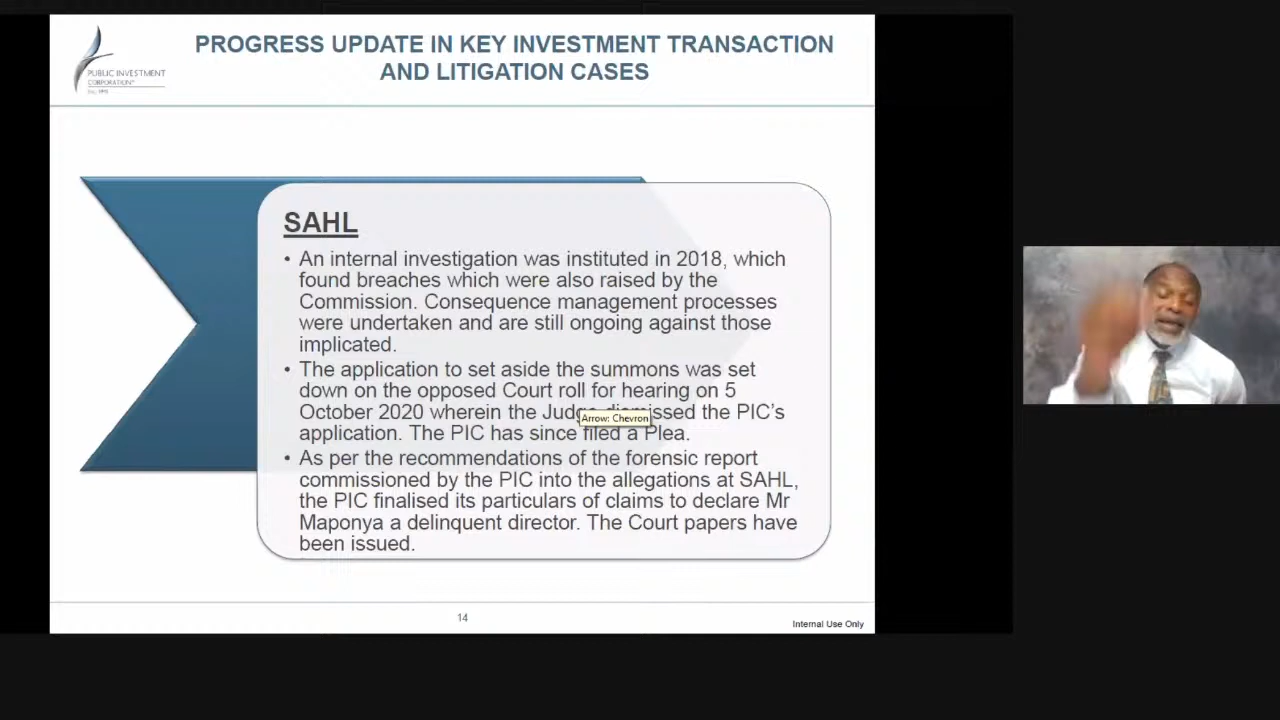 PUBLIC INVESTMENT
CORPORATION
PROGRESS UPDATE IN KEY INVESTMENT TRANSACTION
AND LITIGATION CASES
SAHL
• An internal investigation was instituted in 2018, which
found breaches which were also raised by the
Commission. Consequence management processes
were undertaken and are still ongoing against those
implicated.
• The application to set aside the summons was set
down on the opposed Court roll for hearing on 5
October 2020 wherein the Judge dismissed the PIC's
Arrow: Chevron
application. The PIC has since filed a Plea.
• As per the recommendations of the forensic report
commissioned by the PIC into the allegations at SAHL,
the PIC finalised its particulars of claims to declare Mr
Maponya a delinquent director. The Court papers have
been issued.
14
Internal Use Only